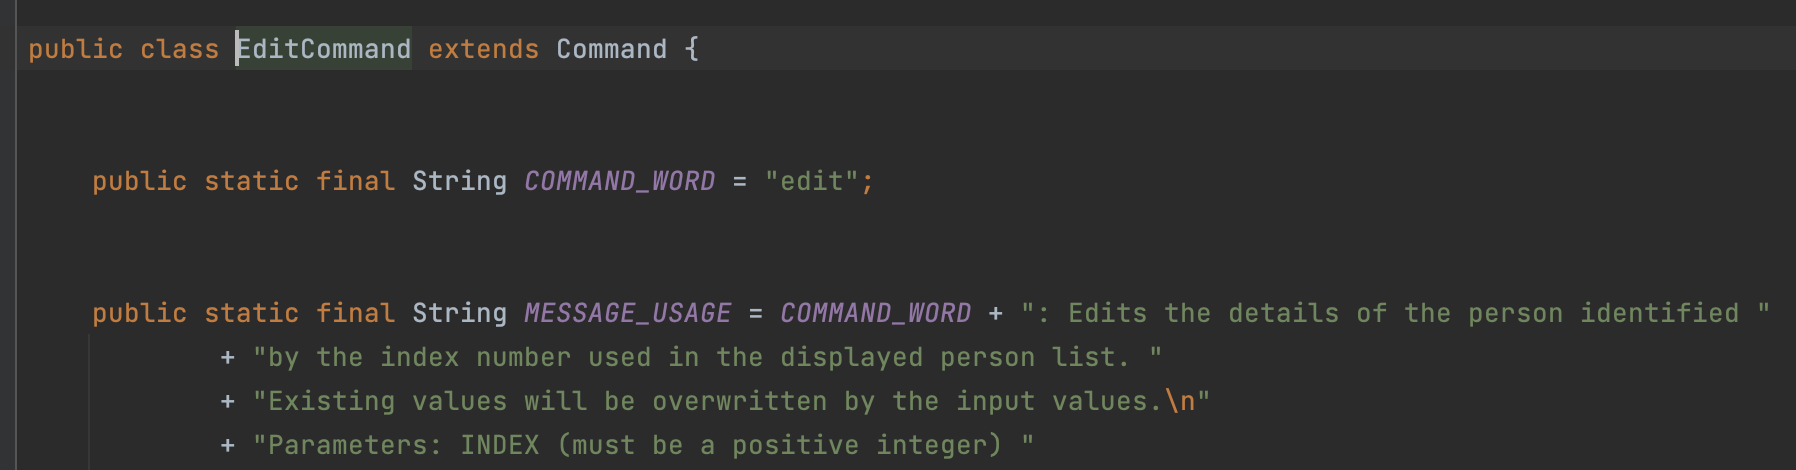 public class EditCommand extends Command {
public static final String COMMAND_WORD = "edit";
public static final String MESSAGE_USAGE = COMMAND_WORD + ": Edits the details of the person identified "
+ "by the index number used in the displayed person list. "
+ "Existing values will be overwritten by the input values.\n"
+ "Parameters: INDEX (must be a positive integer) "